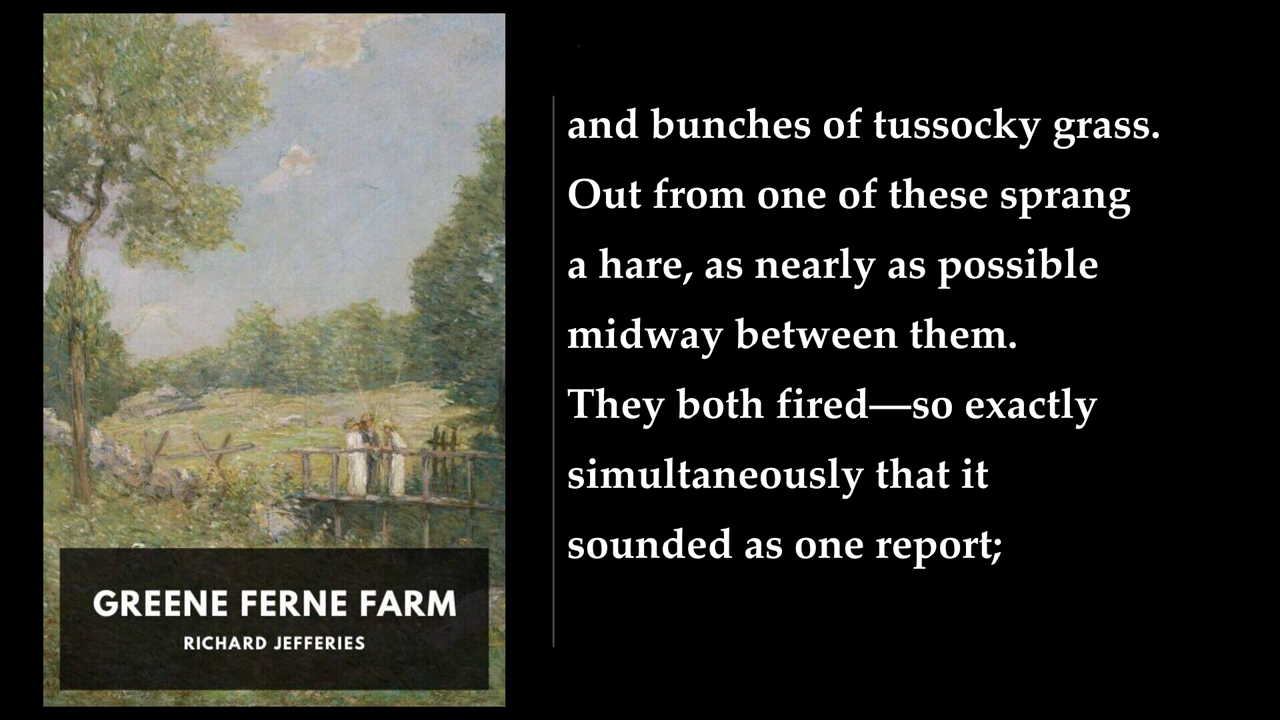 GREENE FERNE FARM
RICHARD JEFFERIES
and bunches of tussocky grass.
Out from one of these sprang
a hare, as nearly as possible
midway between them.
They both fired—so exactly
simultaneously that it
sounded as one report;